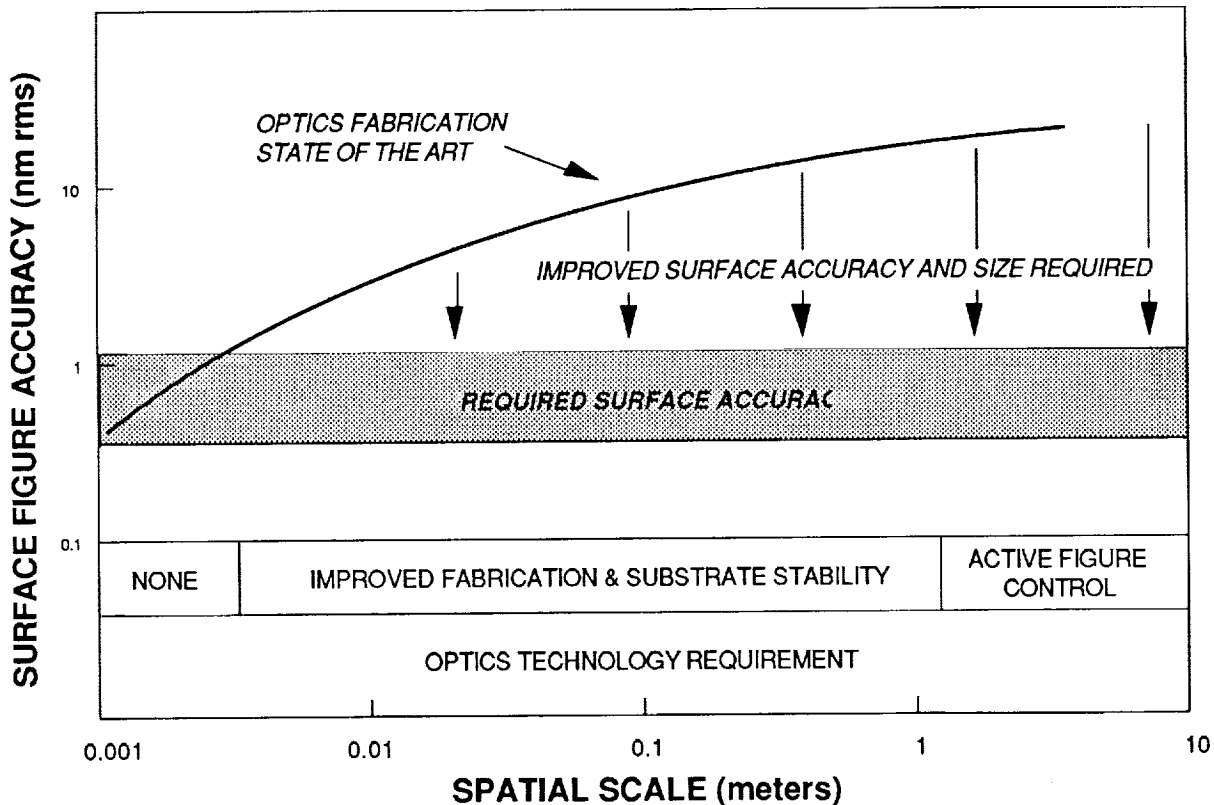 SURFACE FIGURE ACCURACY (nm rms)
OPTICS FABRICATION
STATE OF THE ART
10
IMPROVED SURFACE ACCURACY AND SIZE REQUIRED
1
REQUIRED SURFACE ACCURAC
0.1
NONE
IMPROVED FABRICATION & SUBSTRATE STABILITY
ACTIVE FIGURE
CONTROL
OPTICS TECHNOLOGY REQUIREMENT
0.001
0.01
0.1
1
10
SPATIAL SCALE (meters)